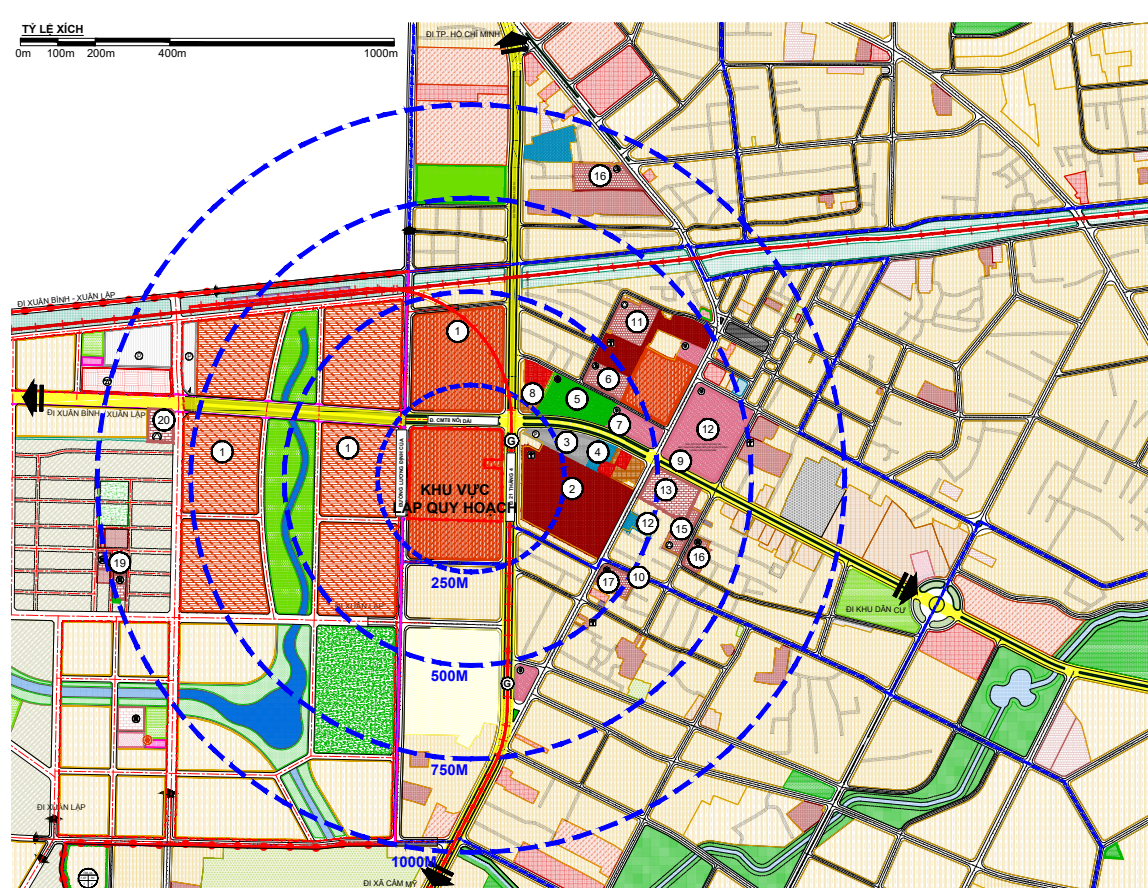 TỶ LỆ XÍCH
0m 100m 200m 400m 1000m
ĐI TP. HỒ CHÍ MINH
16
ĐI XUÂN BÌNH - XUÂN LẬP
1
11
6
8
5
7
ĐI XUÂN BÌNH - XUÂN LẬP
20
Đ. CMT8 NỐI DÀI
12
1
1
G
3
4
9
KHU VỰC
LẬP QUY HOẠCH
2
13
12
15
16
19
250M
17
10
ĐI KHU DÂN CƯ
500M
G
750M
ĐI XUÂN LẬP
1000M
ĐI XÃ CẨM MỸ